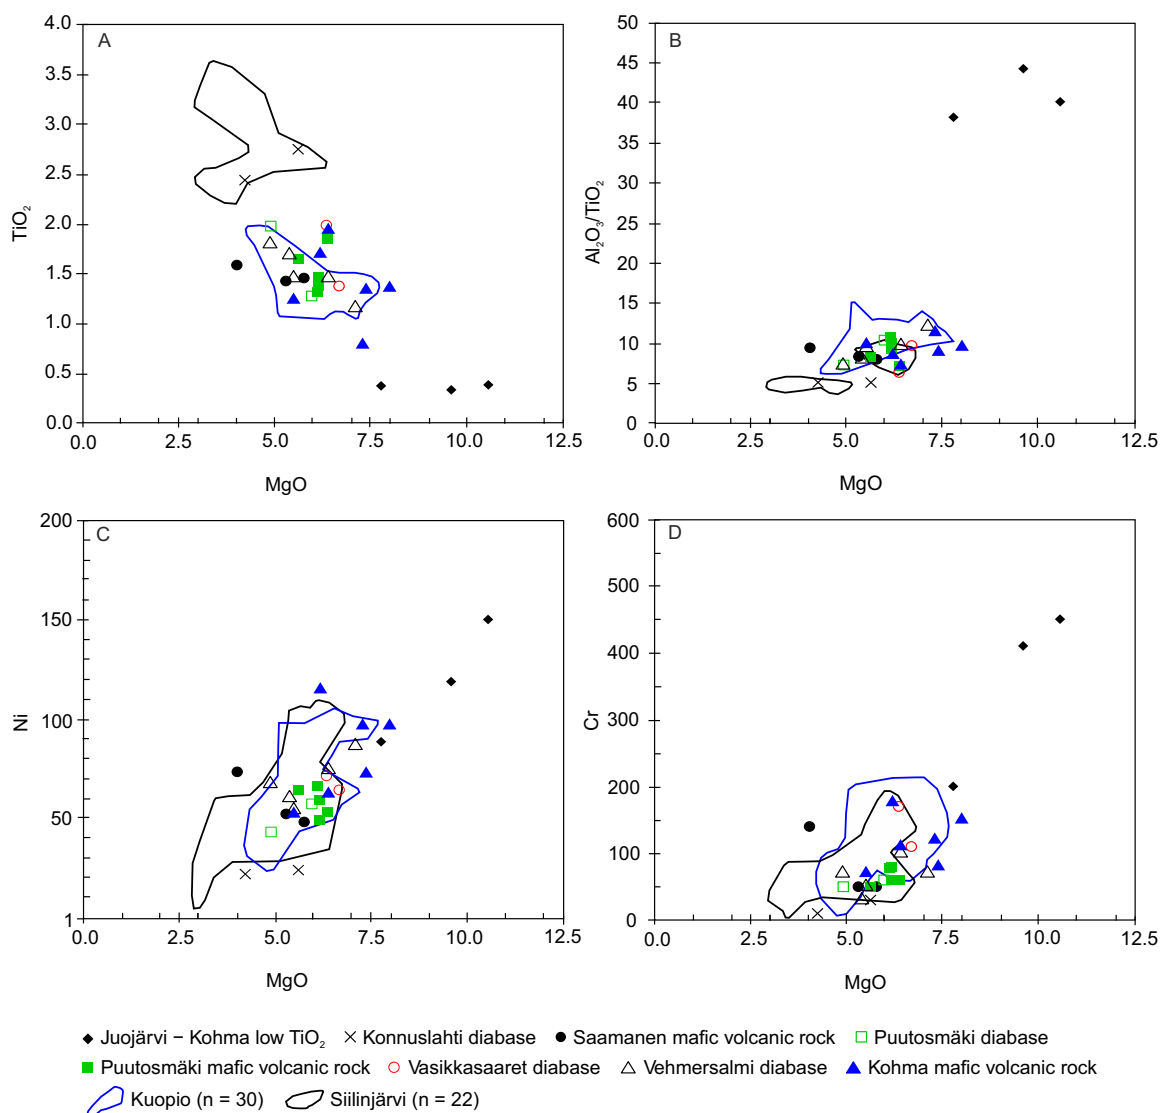 A
4.0
3.5
3.0
2.5
2.0
1.5
1.0
0.5
0.0
TiO₂
0.0 2.5 5.0 7.5 10.0 12.5
MgO
B
50
45
40
35
30
25
20
15
10
5
0
Al₂O₃/TiO₂
0.0 2.5 5.0 7.5 10.0 12.5
MgO
C
200
150
100
50
1
Ni
0.0 2.5 5.0 7.5 10.0 12.5
MgO
D
600
500
400
300
200
100
0
Cr
0.0 2.5 5.0 7.5 10.0 12.5
MgO
Juojärvi – Kohma low TiO₂ Konnuslahti diabase Saamanen mafic volcanic rock Puutosmäki diabase
Puutosmäki mafic volcanic rock Vasikkasaaret diabase Vehmersalmi diabase Kohma mafic volcanic rock
Kuopio (n = 30) Siilinjärvi (n = 22)